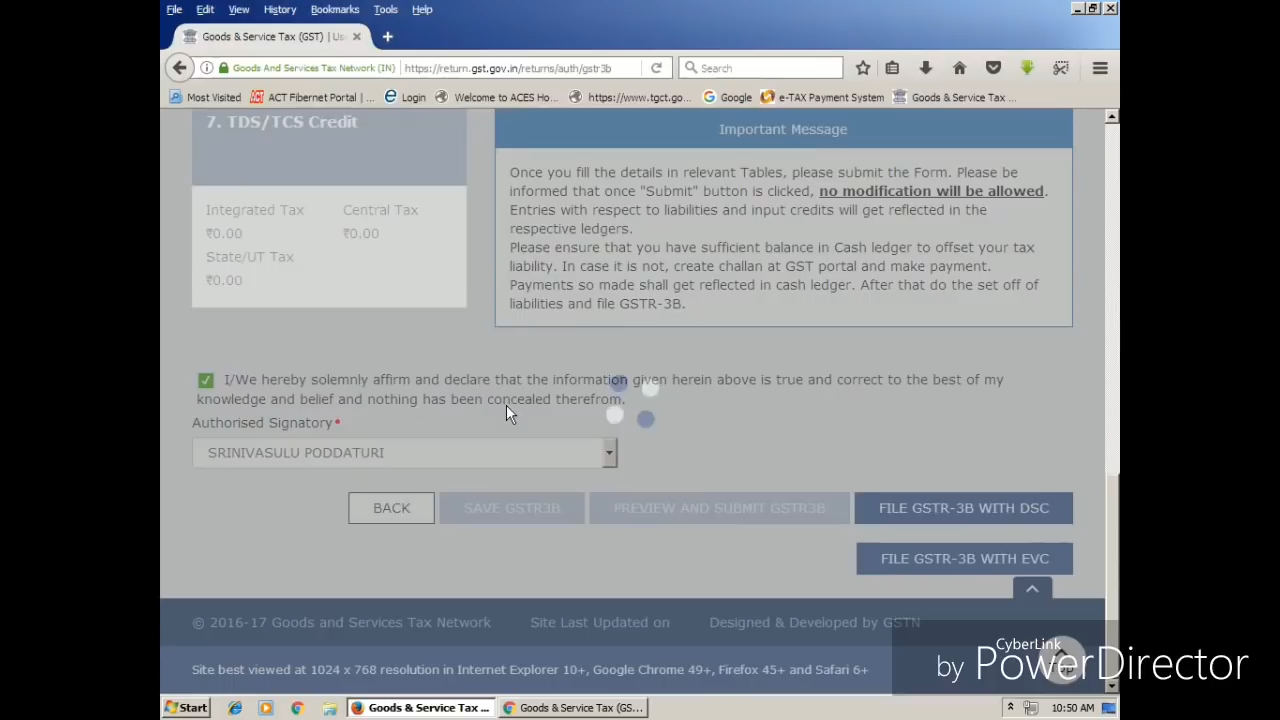 File Edit View History Bookmarks Tools Help
Goods & Service Tax (GST) | Us
Goods And Services Tax Network [IN] https://return.gst.gov.in/returns/auth/gstr3b Search
Most Visited ACT Fibernet Portal | ... Login Welcome to ACES Ho... https://www.tgct.go... Google e-TAX Payment System Goods & Service Tax ...
7. TDS/TCS Credit
Important Message
Once you fill the details in relevant Tables, please submit the Form. Please be
informed that once "Submit" button is clicked, no modification will be allowed.
Entries with respect to liabilities and input credits will get reflected in the
respective ledgers.
Please ensure that you have sufficient balance in Cash ledger to offset your tax
liability. In case it is not, create challan at GST portal and make payment.
Payments so made shall get reflected in cash ledger. After that do the set off of
liabilities and file GSTR-3B.
Integrated Tax Central Tax
₹0.00 ₹0.00
State/UT Tax
₹0.00
I/We hereby solemnly affirm and declare that the information given herein above is true and correct to the best of my
knowledge and belief and nothing has been concealed therefrom.
Authorised Signatory•
SRINIVASULU PODDATURI
BACK SAVE GSTR3B PREVIEW AND SUBMIT GSTR3B FILE GSTR-3B WITH DSC
FILE GSTR-3B WITH EVC
© 2016-17 Goods and Services Tax Network Site Last Updated on Designed & Developed by GSTN
Site best viewed at 1024 x 768 resolution in Internet Explorer 10+, Google Chrome 49+, Firefox 45+ and Safari 6+
CyberLink
by PowerDirector
Start Goods & Service Tax ... Goods & Service Tax (GS... 10:50 AM